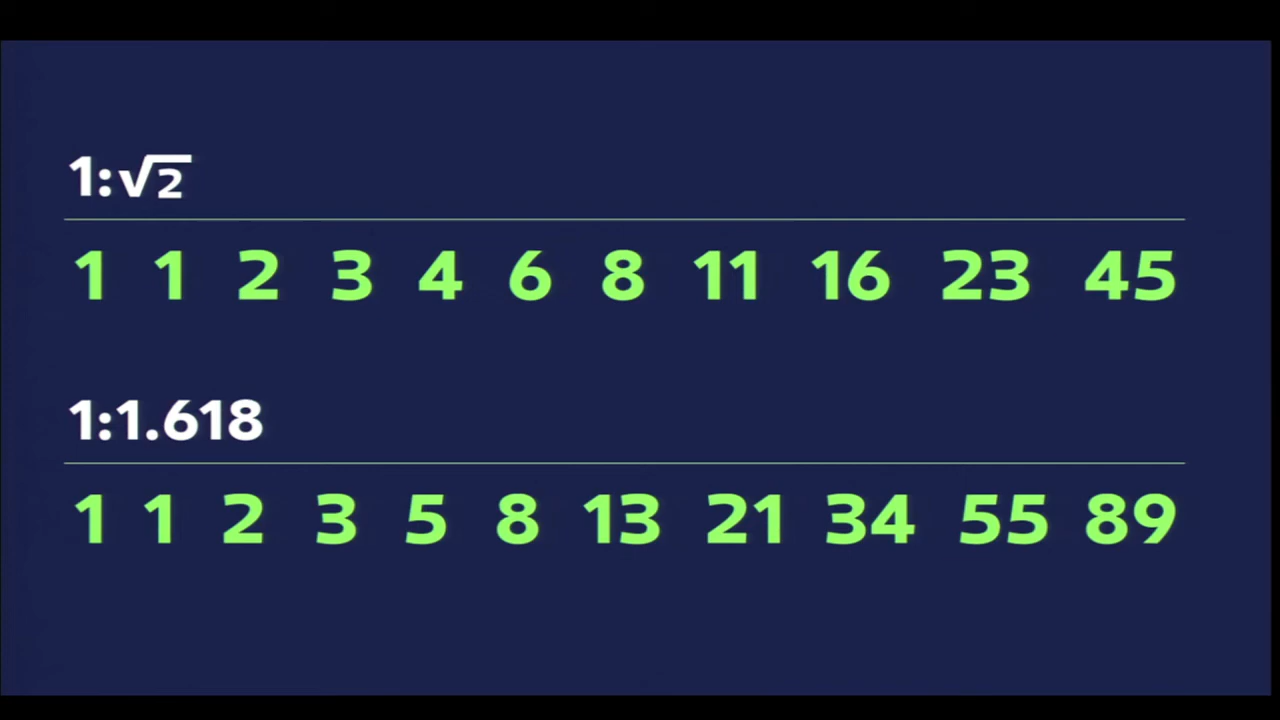 1:√2
1 1 2 3 4 6 8 11 16 23 45
1:1.618
1 1 2 3 5 8 13 21 34 55 89